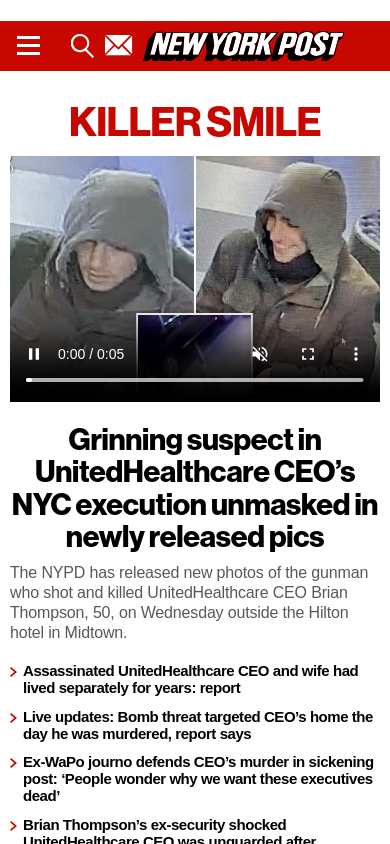 NEW YORK POST
KILLER SMILE
0:00 / 0:05
Grinning suspect in
UnitedHealthcare CEO’s
NYC execution unmasked in
newly released pics
The NYPD has released new photos of the gunman
who shot and killed UnitedHealthcare CEO Brian
Thompson, 50, on Wednesday outside the Hilton
hotel in Midtown.
Assassinated UnitedHealthcare CEO and wife had
lived separately for years: report
Live updates: Bomb threat targeted CEO’s home the
day he was murdered, report says
Ex-WaPo journo defends CEO’s murder in sickening
post: ‘People wonder why we want these executives
dead’
Brian Thompson’s ex-security shocked
UnitedHealthcare CEO was unguarded after